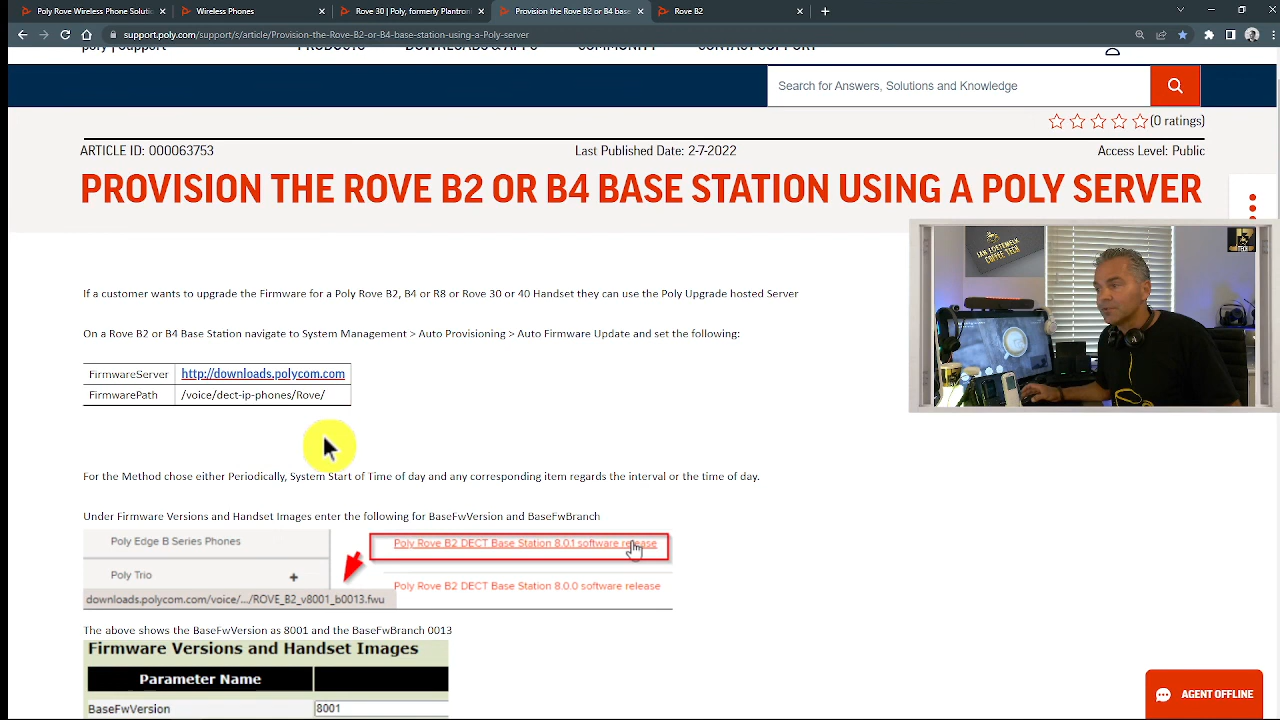 Poly Rove Wireless Phone Soluti
Wireless Phones
Rove 30 | Poly, formerly Plantroni
Provision the Rove B2 or B4 base
Rove B2
support.poly.com/support/s/article/Provision-the-Rove-B2-or-B4-base-station-using-a-Poly-server
poly | Support
PRODUCTS
DOWNLOADS & APPS
COMMUNITY
CONTACT SUPPORT
Search for Answers, Solutions and Knowledge
(0 ratings)
ARTICLE ID: 000063753
Last Published Date: 2-7-2022
Access Level: Public
PROVISION THE ROVE B2 OR B4 BASE STATION USING A POLY SERVER
If a customer wants to upgrade the Firmware for a Poly Rove B2, B4 or R8 or Rove 30 or 40 Handset they can use the Poly Upgrade hosted Server
On a Rove B2 or B4 Base Station navigate to System Management > Auto Provisioning > Auto Firmware Update and set the following:
FirmwareServer http://downloads.polycom.com
FirmwarePath /voice/dect-ip-phones/Rove/
For the Method chose either Periodically, System Start of Time of day and any corresponding item regards the interval or the time of day.
Under Firmware Versions and Handset Images enter the following for BaseFwVersion and BaseFwBranch
Poly Edge B Series Phones
Poly Rove B2 DECT Base Station 8.0.1 software release
Poly Trio +
Poly Rove B2 DECT Base Station 8.0.0 software release
downloads.polycom.com/voice/.../ROVE_B2_v8001_b0013.fwu
The above shows the BaseFwVersion as 8001 and the BaseFwBranch 0013
Firmware Versions and Handset Images
Parameter Name
BaseFwVersion 8001
AGENT OFFLINE